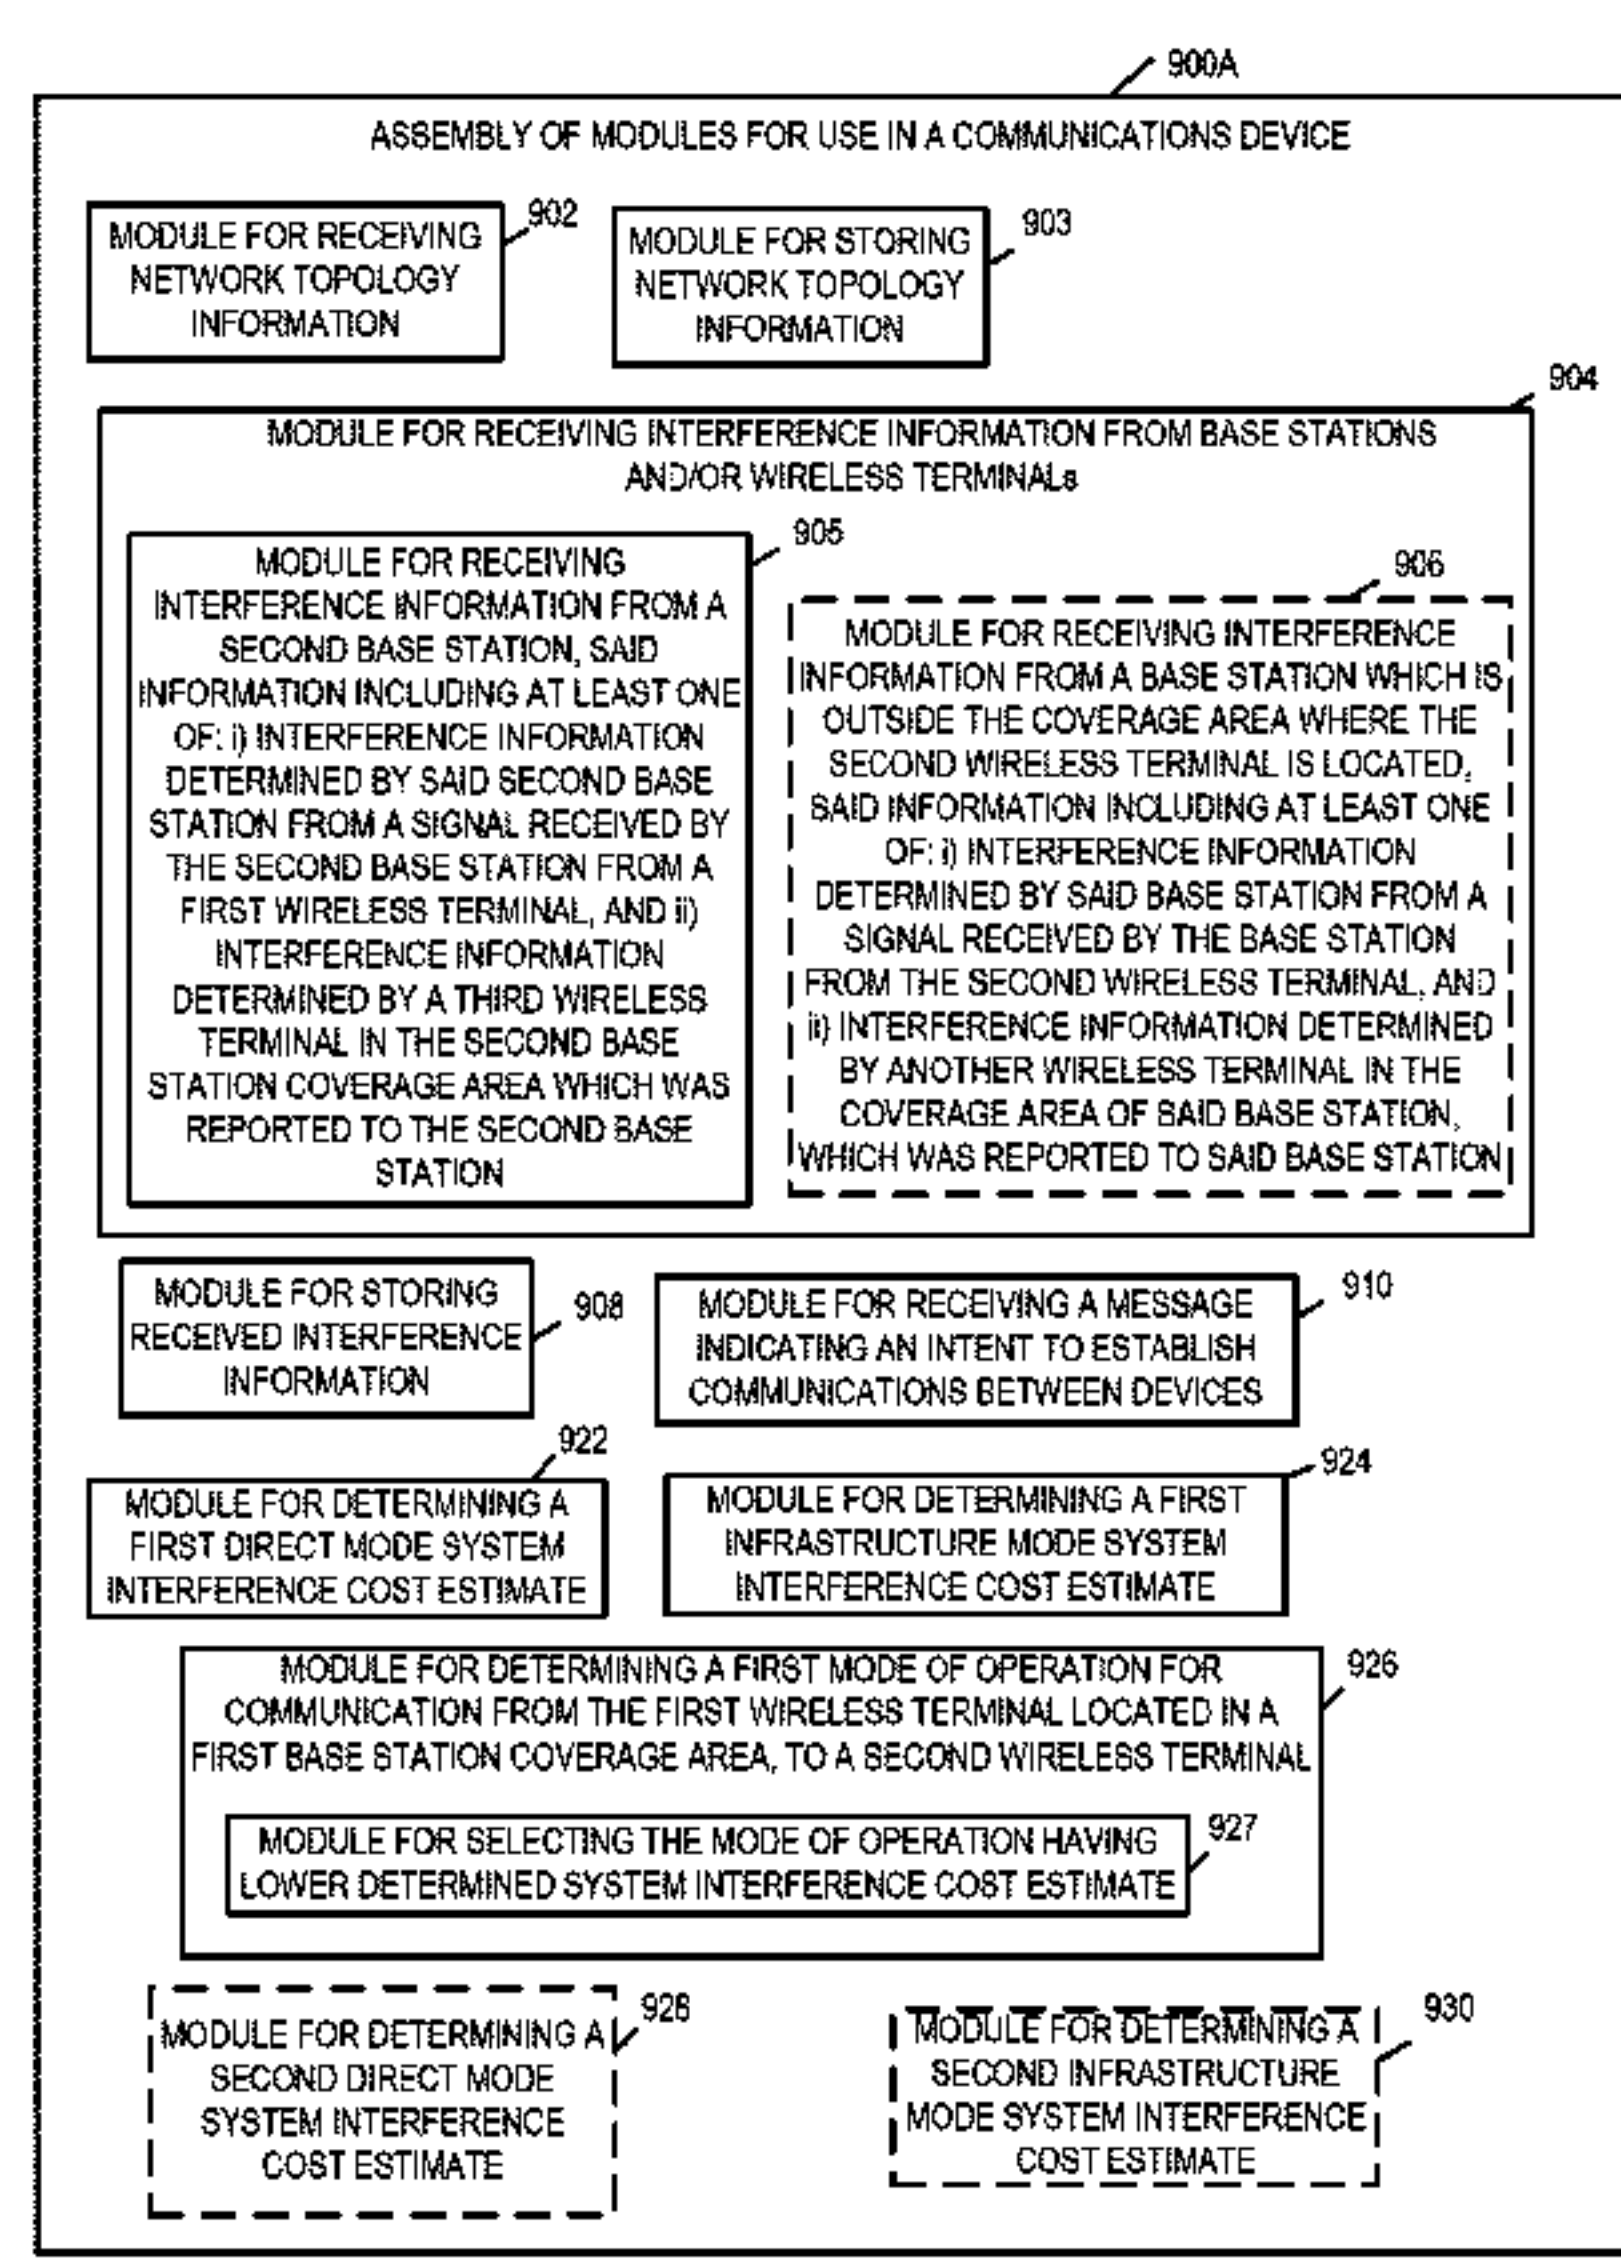 900A
ASSEMBLY OF MODULES FOR USE IN A COMMUNICATIONS DEVICE
MODULE FOR RECEIVING
NETWORK TOPOLOGY
INFORMATION
902
MODULE FOR STORING
NETWORK TOPOLOGY
INFORMATION
903
904
MODULE FOR RECEIVING INTERFERENCE INFORMATION FROM BASE STATIONS
AND/OR WIRELESS TERMINALs
905
MODULE FOR RECEIVING
INTERFERENCE INFORMATION FROM A
SECOND BASE STATION, SAID
INFORMATION INCLUDING AT LEAST ONE
OF: i) INTERFERENCE INFORMATION
DETERMINED BY SAID SECOND BASE
STATION FROM A SIGNAL RECEIVED BY
THE SECOND BASE STATION FROM A
FIRST WIRELESS TERMINAL, AND ii)
INTERFERENCE INFORMATION
DETERMINED BY A THIRD WIRELESS
TERMINAL IN THE SECOND BASE
STATION COVERAGE AREA WHICH WAS
REPORTED TO THE SECOND BASE
STATION
906
MODULE FOR RECEIVING INTERFERENCE
INFORMATION FROM A BASE STATION WHICH IS
OUTSIDE THE COVERAGE AREA WHERE THE
SECOND WIRELESS TERMINAL IS LOCATED,
SAID INFORMATION INCLUDING AT LEAST ONE
OF: i) INTERFERENCE INFORMATION
DETERMINED BY SAID BASE STATION FROM A
SIGNAL RECEIVED BY THE BASE STATION
FROM THE SECOND WIRELESS TERMINAL, AND
ii) INTERFERENCE INFORMATION DETERMINED
BY ANOTHER WIRELESS TERMINAL IN THE
COVERAGE AREA OF SAID BASE STATION,
WHICH WAS REPORTED TO SAID BASE STATION
MODULE FOR STORING
RECEIVED INTERFERENCE
INFORMATION
908
MODULE FOR RECEIVING A MESSAGE
INDICATING AN INTENT TO ESTABLISH
COMMUNICATIONS BETWEEN DEVICES
910
922
MODULE FOR DETERMINING A
FIRST DIRECT MODE SYSTEM
INTERFERENCE COST ESTIMATE
924
MODULE FOR DETERMINING A FIRST
INFRASTRUCTURE MODE SYSTEM
INTERFERENCE COST ESTIMATE
926
MODULE FOR DETERMINING A FIRST MODE OF OPERATION FOR
COMMUNICATION FROM THE FIRST WIRELESS TERMINAL LOCATED IN A
FIRST BASE STATION COVERAGE AREA, TO A SECOND WIRELESS TERMINAL
927
MODULE FOR SELECTING THE MODE OF OPERATION HAVING
LOWER DETERMINED SYSTEM INTERFERENCE COST ESTIMATE
928
MODULE FOR DETERMINING A
SECOND DIRECT MODE
SYSTEM INTERFERENCE
COST ESTIMATE
930
MODULE FOR DETERMINING A
SECOND INFRASTRUCTURE
MODE SYSTEM INTERFERENCE
COST ESTIMATE